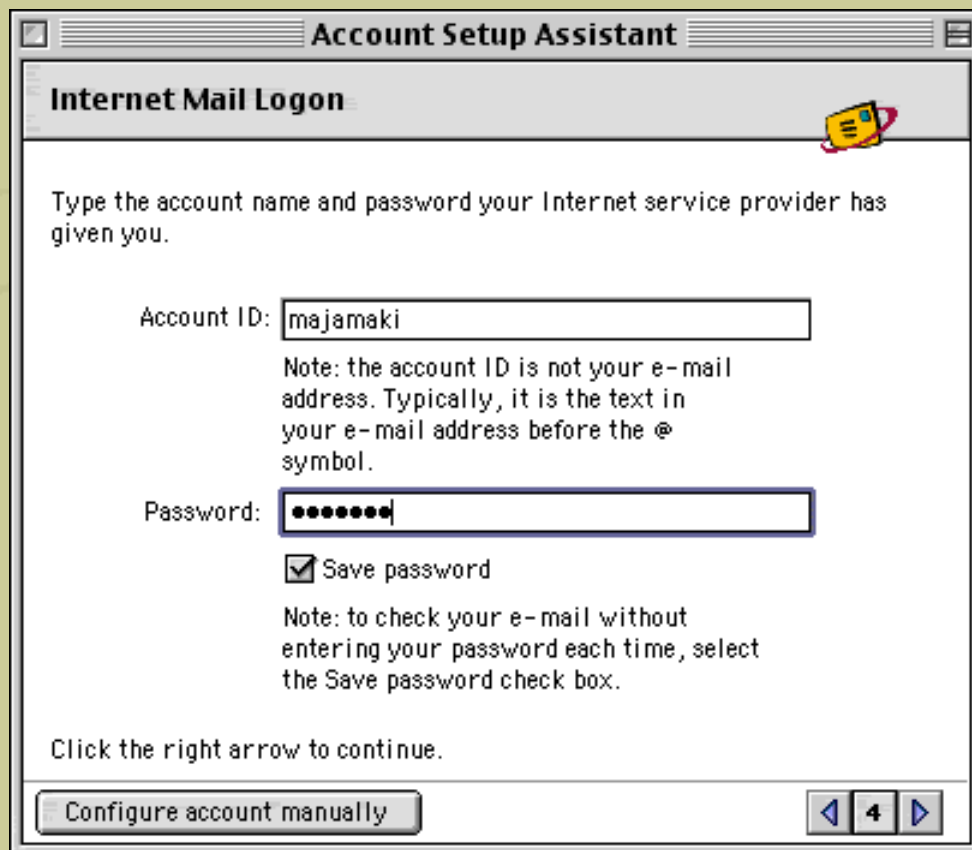 Account Setup Assistant
Internet Mail Logon
Type the account name and password your Internet service provider has
given you.
Account ID: majamaki
Note: the account ID is not your e-mail
address. Typically, it is the text in
your e-mail address before the @
symbol.
Password: •••••••
Save password
Note: to check your e-mail without
entering your password each time, select
the Save password check box.
Click the right arrow to continue.
Configure account manually 4